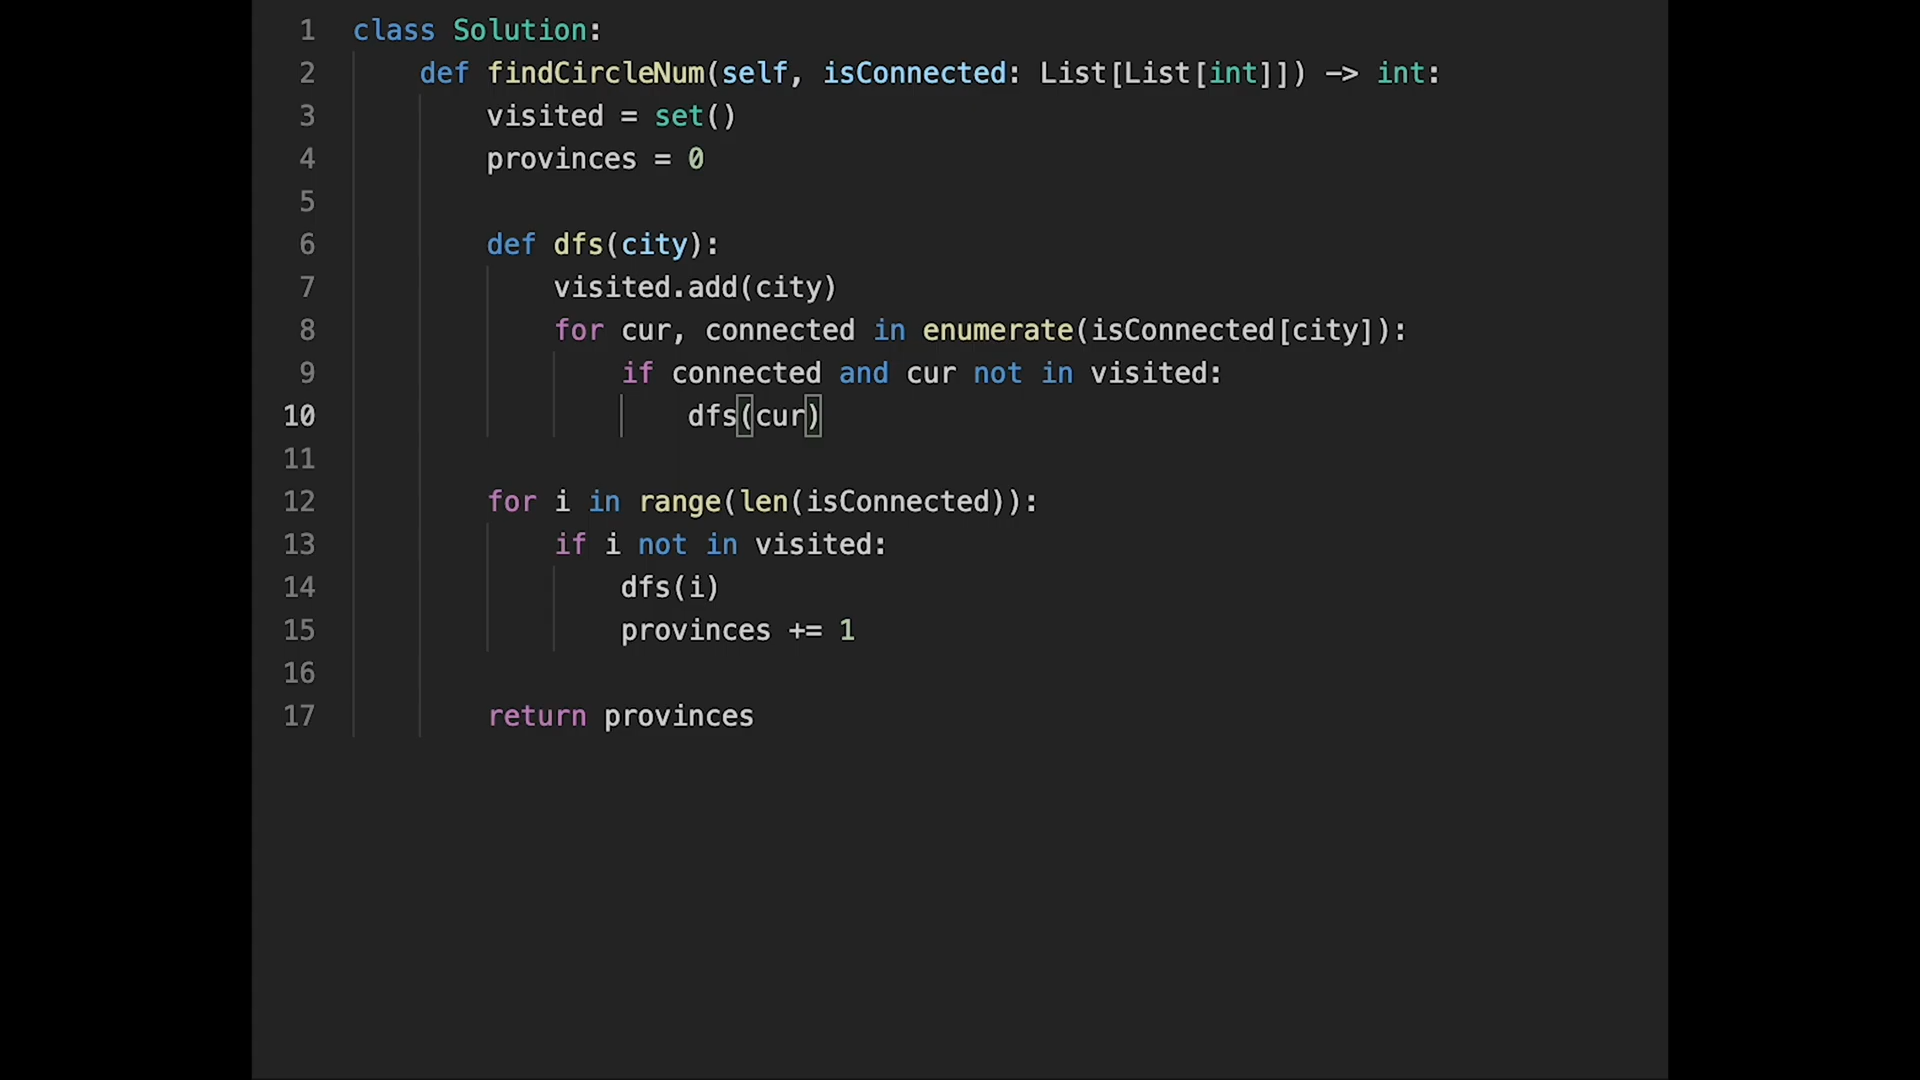 1 class Solution:
2 def findCircleNum(self, isConnected: List[List[int]]) -> int:
3 visited = set()
4 provinces = 0
5
6 def dfs(city):
7 visited.add(city)
8 for cur, connected in enumerate(isConnected[city]):
9 if connected and cur not in visited:
10 dfs(cur)
11
12 for i in range(len(isConnected)):
13 if i not in visited:
14 dfs(i)
15 provinces += 1
16
17 return provinces